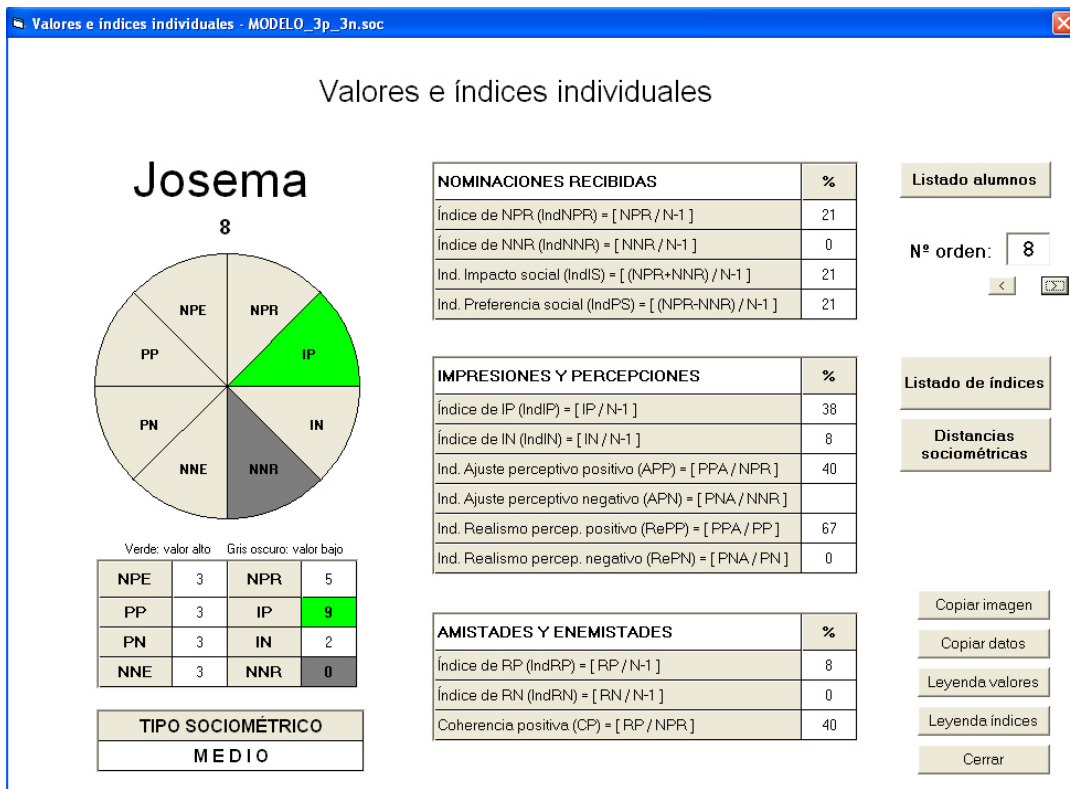 Valores e índices individuales - MODELO_3p_3n.soc
Valores e índices individuales
Josema
8
NPE NPR
PP IP
PN IN
NNE NNR
Verde: valor alto Gris oscuro: valor bajo
NPE 3 NPR 5
PP 3 IP 9
PN 3 IN 2
NNE 3 NNR 0
TIPO SOCIOMÉTRICO
MEDIO
NOMINACIONES RECIBIDAS %
Índice de NPR (IndNPR) = [ NPR / N-1 ] 21
Índice de NNR (IndNNR) = [ NNR / N-1 ] 0
Ind. Impacto social (IndIS) = [ (NPR+NNR) / N-1 ] 21
Ind. Preferencia social (IndPS) = [ (NPR-NNR) / N-1 ] 21
IMPRESIONES Y PERCEPCIONES %
Índice de IP (IndIP) = [ IP / N-1 ] 38
Índice de IN (IndIN) = [ IN / N-1 ] 8
Ind. Ajuste perceptivo positivo (APP) = [ PPA / NPR ] 40
Ind. Ajuste perceptivo negativo (APN) = [ PNA / NNR ]
Ind. Realismo percep. positivo (RePP) = [ PPA / PP ] 67
Ind. Realismo percep. negativo (RePN) = [ PNA / PN ] 0
AMISTADES Y ENEMISTADES %
Índice de RP (IndRP) = [ RP / N-1 ] 8
Índice de RN (IndRN) = [ RN / N-1 ] 0
Coherencia positiva (CP) = [ RP / NPR ] 40
Listado alumnos
Nº orden: 8
< >
Listado de índices
Distancias
sociométricas
Copiar imagen
Copiar datos
Leyenda valores
Leyenda índices
Cerrar